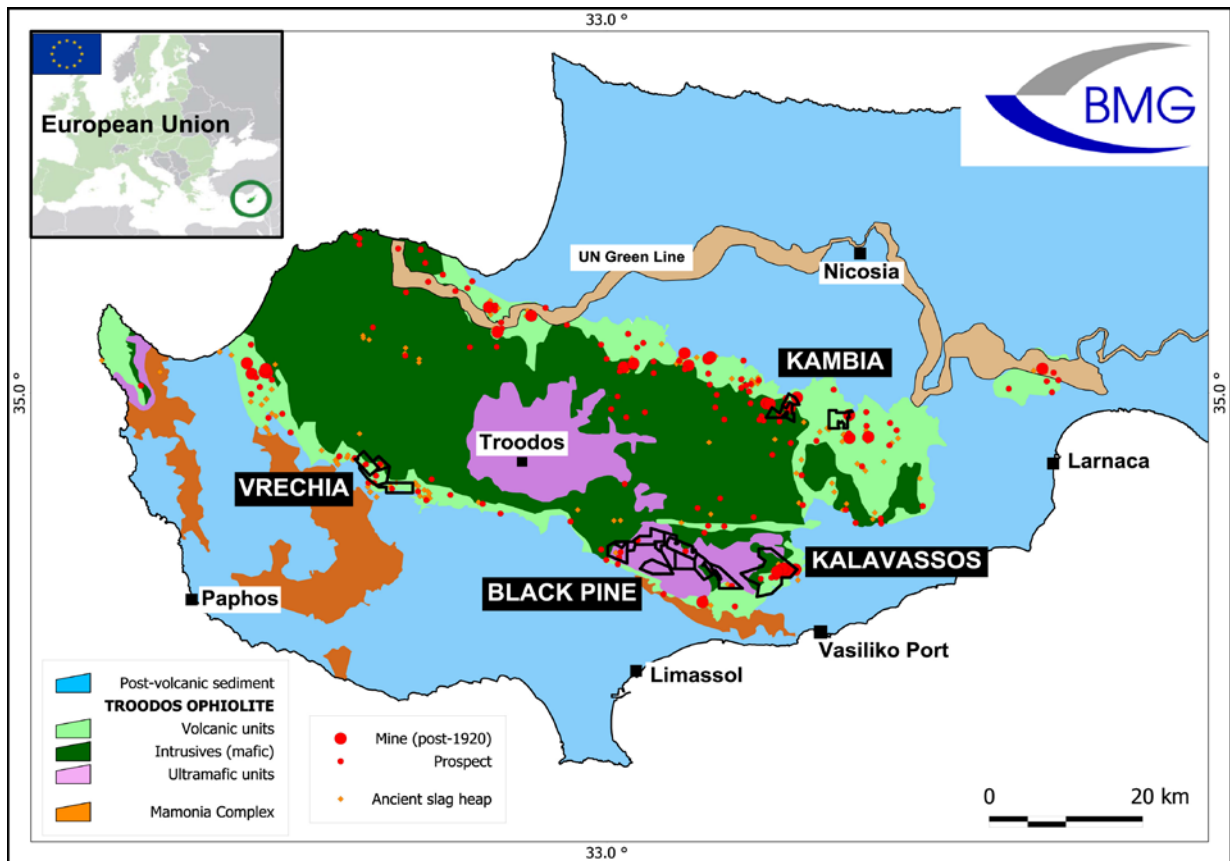 33.0 °
European Union
BMG
UN Green Line
Nicosia
KAMBIA
35.0 °
35.0 °
Troodos
Larnaca
VRECHIA
KALAVASSOS
BLACK PINE
Paphos
Vasiliko Port
Limassol
Post-volcanic sediment
TROODOS OPHIOLITE
Volcanic units
Intrusives (mafic)
Ultramafic units
Mamonia Complex
Mine (post-1920)
Prospect
Ancient slag heap
0 20 km
33.0 °